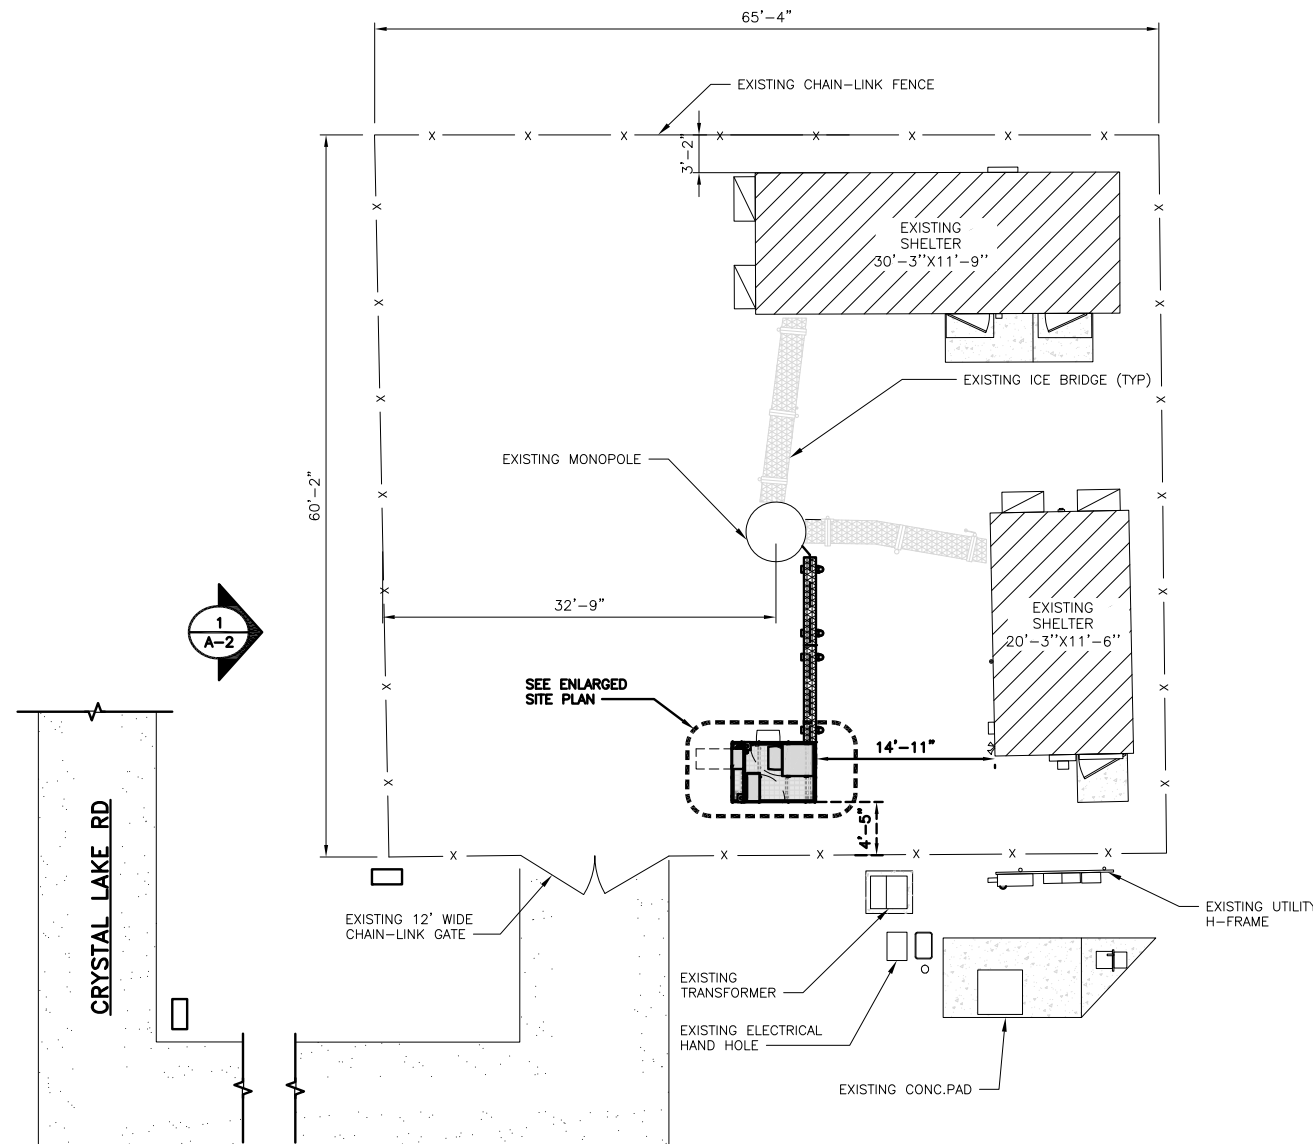 65'-4"
EXISTING CHAIN-LINK FENCE
X X X X X X X X
3'-2"
EXISTING
SHELTER
30'-3''X11'-9''
X X
X X
EXISTING ICE BRIDGE (TYP)
X X
EXISTING MONOPOLE
60'-2"
X X
X X
32'-9"
EXISTING
SHELTER
20'-3''X11'-6''
1
A-2
SEE ENLARGED
SITE PLAN
X X
14'-11"
X X
4'-5"
X X X X X X
CRYSTAL LAKE RD
EXISTING 12' WIDE
CHAIN-LINK GATE
EXISTING UTILITY
H-FRAME
EXISTING
TRANSFORMER
EXISTING ELECTRICAL
HAND HOLE
EXISTING CONC.PAD